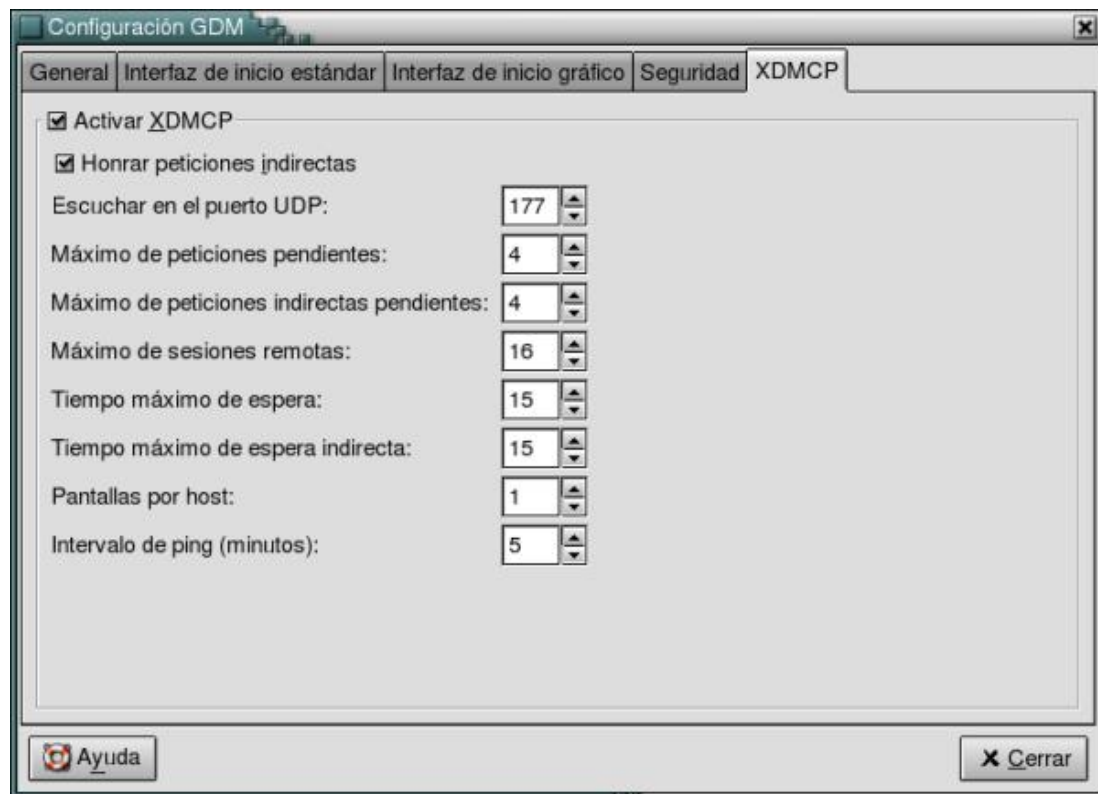 Configuración GDM
General Interfaz de inicio estándar Interfaz de inicio gráfico Seguridad XDMCP
Activar XDMCP
Honrar peticiones indirectas
Escuchar en el puerto UDP: 177
Máximo de peticiones pendientes: 4
Máximo de peticiones indirectas pendientes: 4
Máximo de sesiones remotas: 16
Tiempo máximo de espera: 15
Tiempo máximo de espera indirecta: 15
Pantallas por host: 1
Intervalo de ping (minutos): 5
Ayuda Cerrar